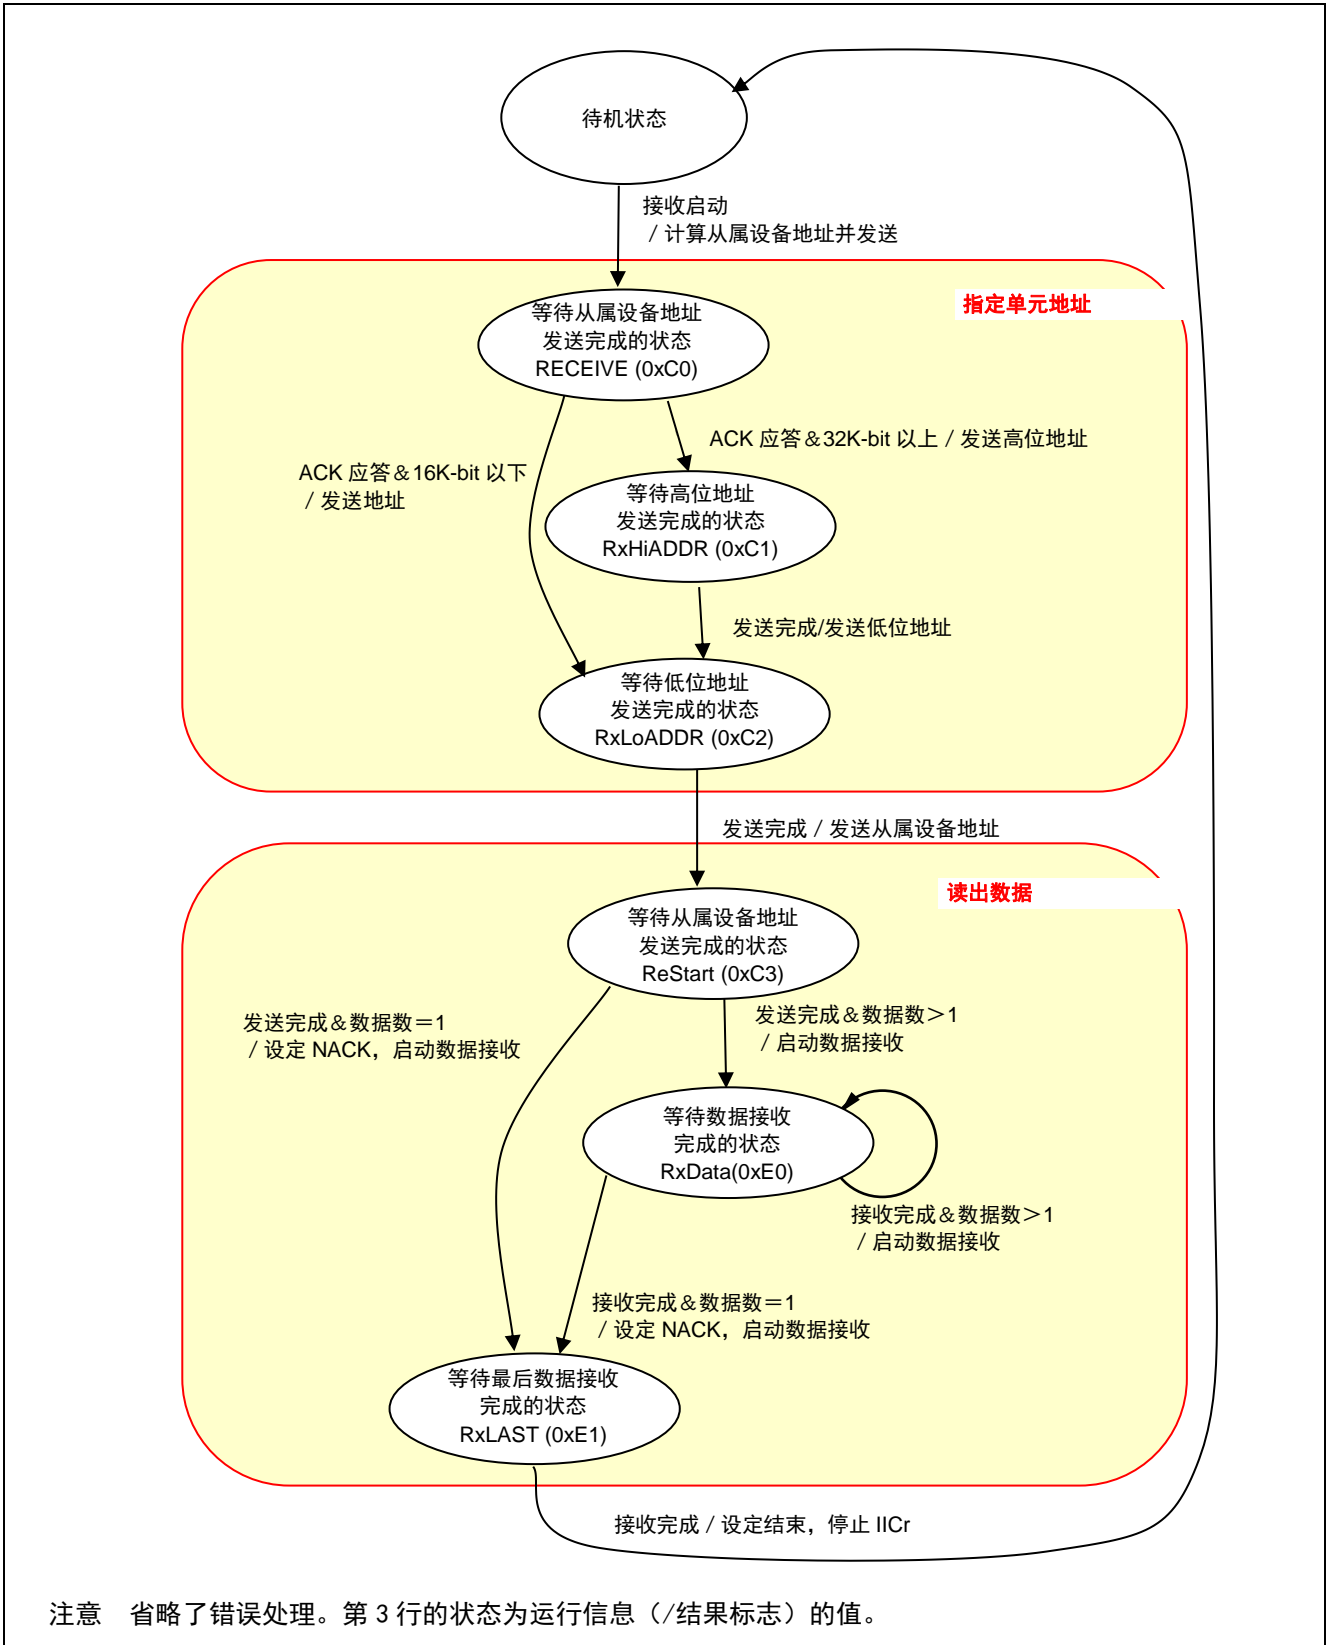 待机状态
接收启动
／计算从属设备地址并发送
指定单元地址
等待从属设备地址
发送完成的状态
RECEIVE (0xC0)
ACK 应答＆32K-bit 以上／发送高位地址
ACK 应答＆16K-bit 以下
／发送地址
等待高位地址
发送完成的状态
RxHiADDR (0xC1)
发送完成/发送低位地址
等待低位地址
发送完成的状态
RxLoADDR (0xC2)
发送完成／发送从属设备地址
读出数据
等待从属设备地址
发送完成的状态
ReStart (0xC3)
发送完成＆数据数＝1
／设定 NACK，启动数据接收
发送完成＆数据数＞1
／启动数据接收
等待数据接收
完成的状态
RxData(0xE0)
接收完成＆数据数＞1
／启动数据接收
接收完成＆数据数＝1
／设定 NACK，启动数据接收
等待最后数据接收
完成的状态
RxLAST (0xE1)
接收完成／设定结束，停止 IICr
注意　省略了错误处理。第 3 行的状态为运行信息（/结果标志）的值。